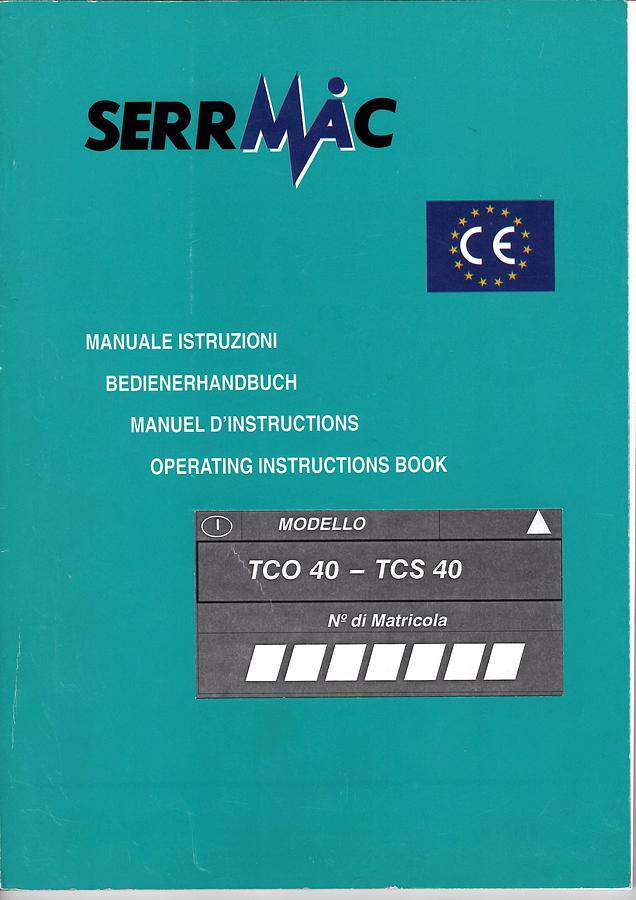 SERRMAC
CE
MANUALE ISTRUZIONI
BEDIENERHANDBUCH
MANUEL D'INSTRUCTIONS
OPERATING INSTRUCTIONS BOOK
I MODELLO
TCO 40 – TCS 40
Nº di Matricola